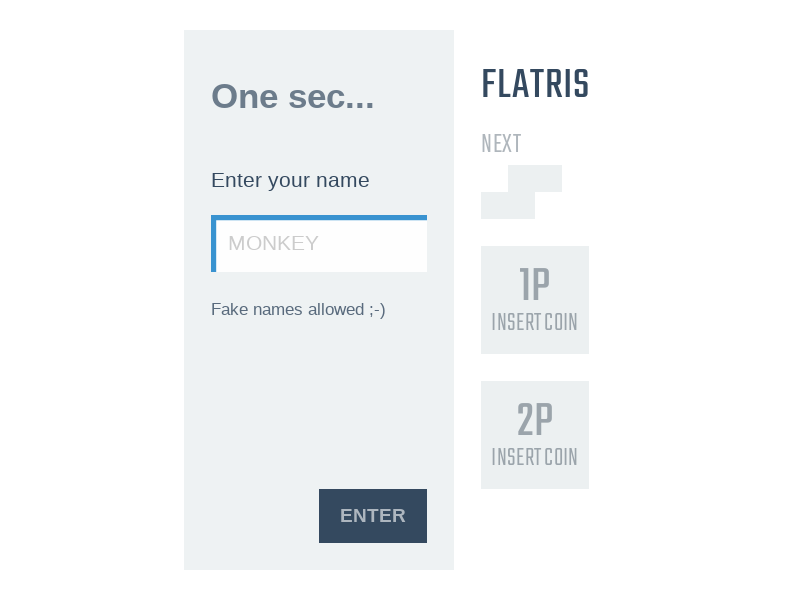 One sec...
Enter your name
MONKEY
Fake names allowed ;-)
ENTER
FLATRIS
NEXT
1P
INSERT COIN
2P
INSERT COIN